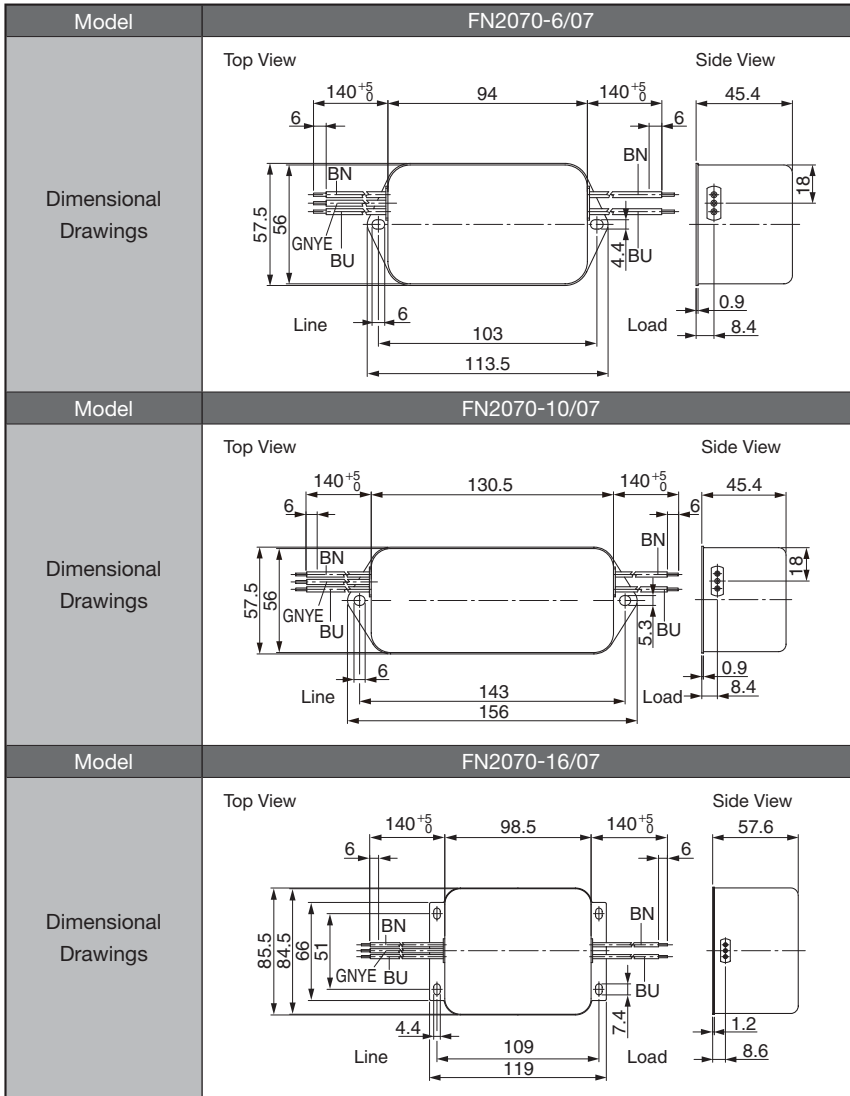 Model FN2070-6/07
Dimensional
Drawings
Top View Side View
140 +5 0 94 140 +5 0 45.4
6 6
BN BN
18
57.5 56
GNYE
BU 4.4 BU
0.9
Line 6 Load 8.4
103
113.5
Model FN2070-10/07
Dimensional
Drawings
Top View Side View
140 +5 0 130.5 140 +5 0 45.4
6 6
BN BN
18
57.5 56
GNYE
BU 5.3 BU
0.9
Line 6 Load 8.4
143
156
Model FN2070-16/07
Dimensional
Drawings
Top View Side View
140 +5 0 98.5 140 +5 0 57.6
6 6
BN BN
85.5 84.5 66 51
GNYE BU BU
7.4
4.4 1.2
Line 109 Load 8.6
119